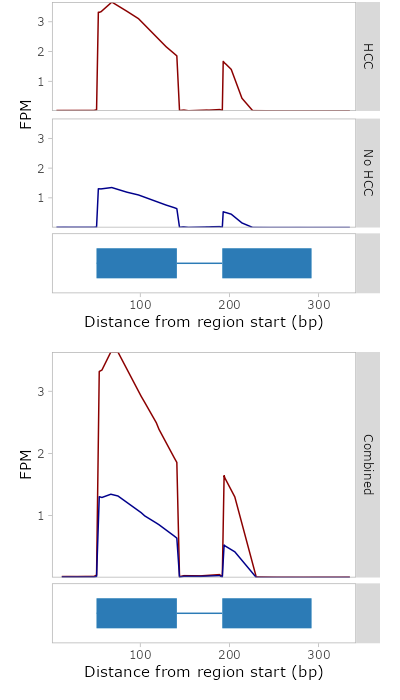 3
2
1
HCC
FPM
3
2
1
No HCC
100 200 300
Distance from region start (bp)
3
2
1
FPM
Combined
100 200 300
Distance from region start (bp)